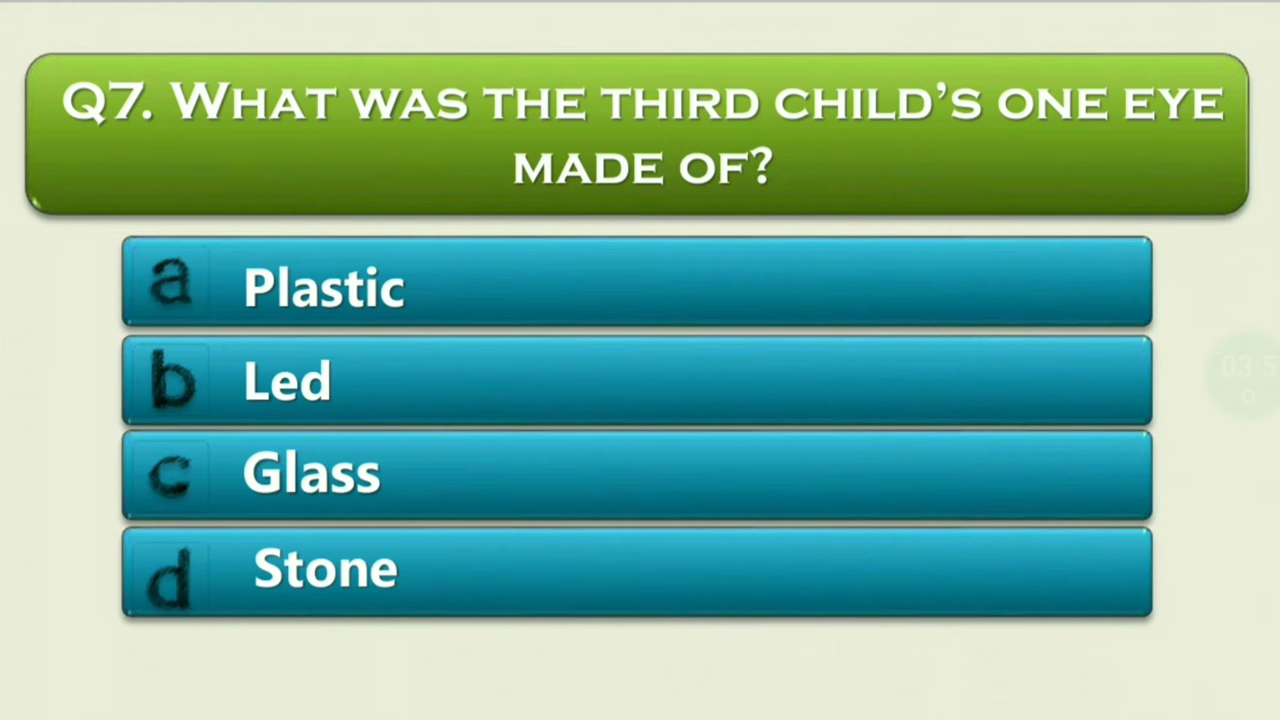 Q7. WHAT WAS THE THIRD CHILD'S ONE EYE
MADE OF?
a Plastic
b Led
c Glass
d Stone